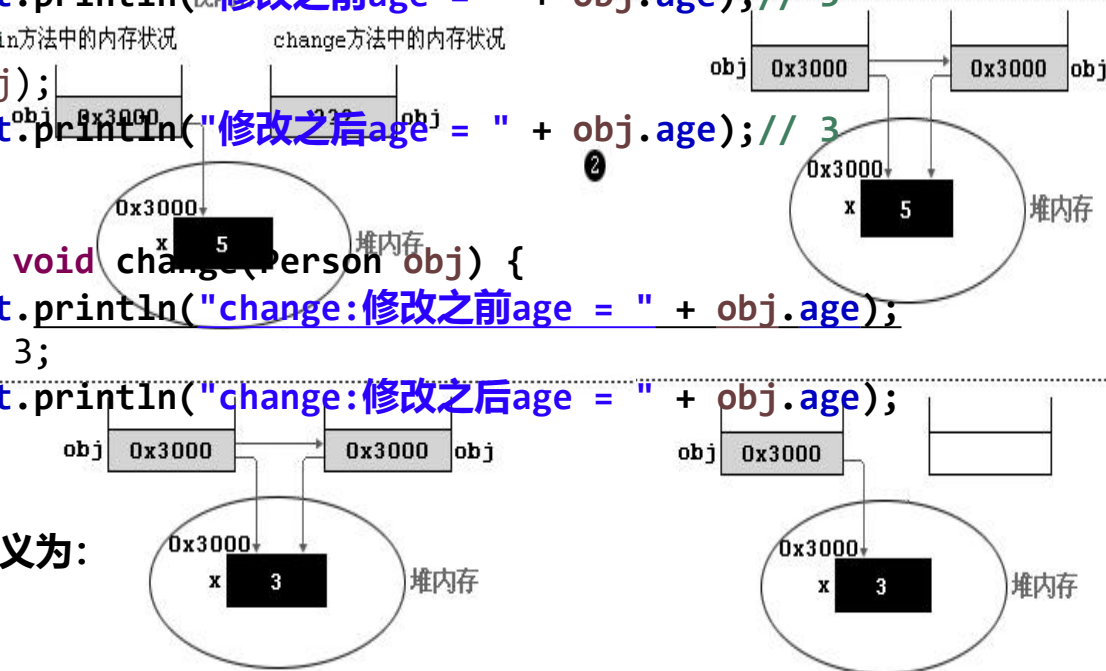 t.println("修改之前age = " + obj.age);// 5
in方法中的内存状况 change方法中的内存状况
obj 0x3000 0x3000 obj
j);
obj 0x3000 ??? obj
t.println("修改之后age = " + obj.age);// 3
2
0x3000
x 5 堆内存
0x3000
x 5 堆内存
void change(Person obj) {
t.println("change:修改之前age = " + obj.age);
3;
t.println("change:修改之后age = " + obj.age);
obj 0x3000 0x3000 obj
obj 0x3000
义为:
0x3000
x 3 堆内存
0x3000
x 3 堆内存